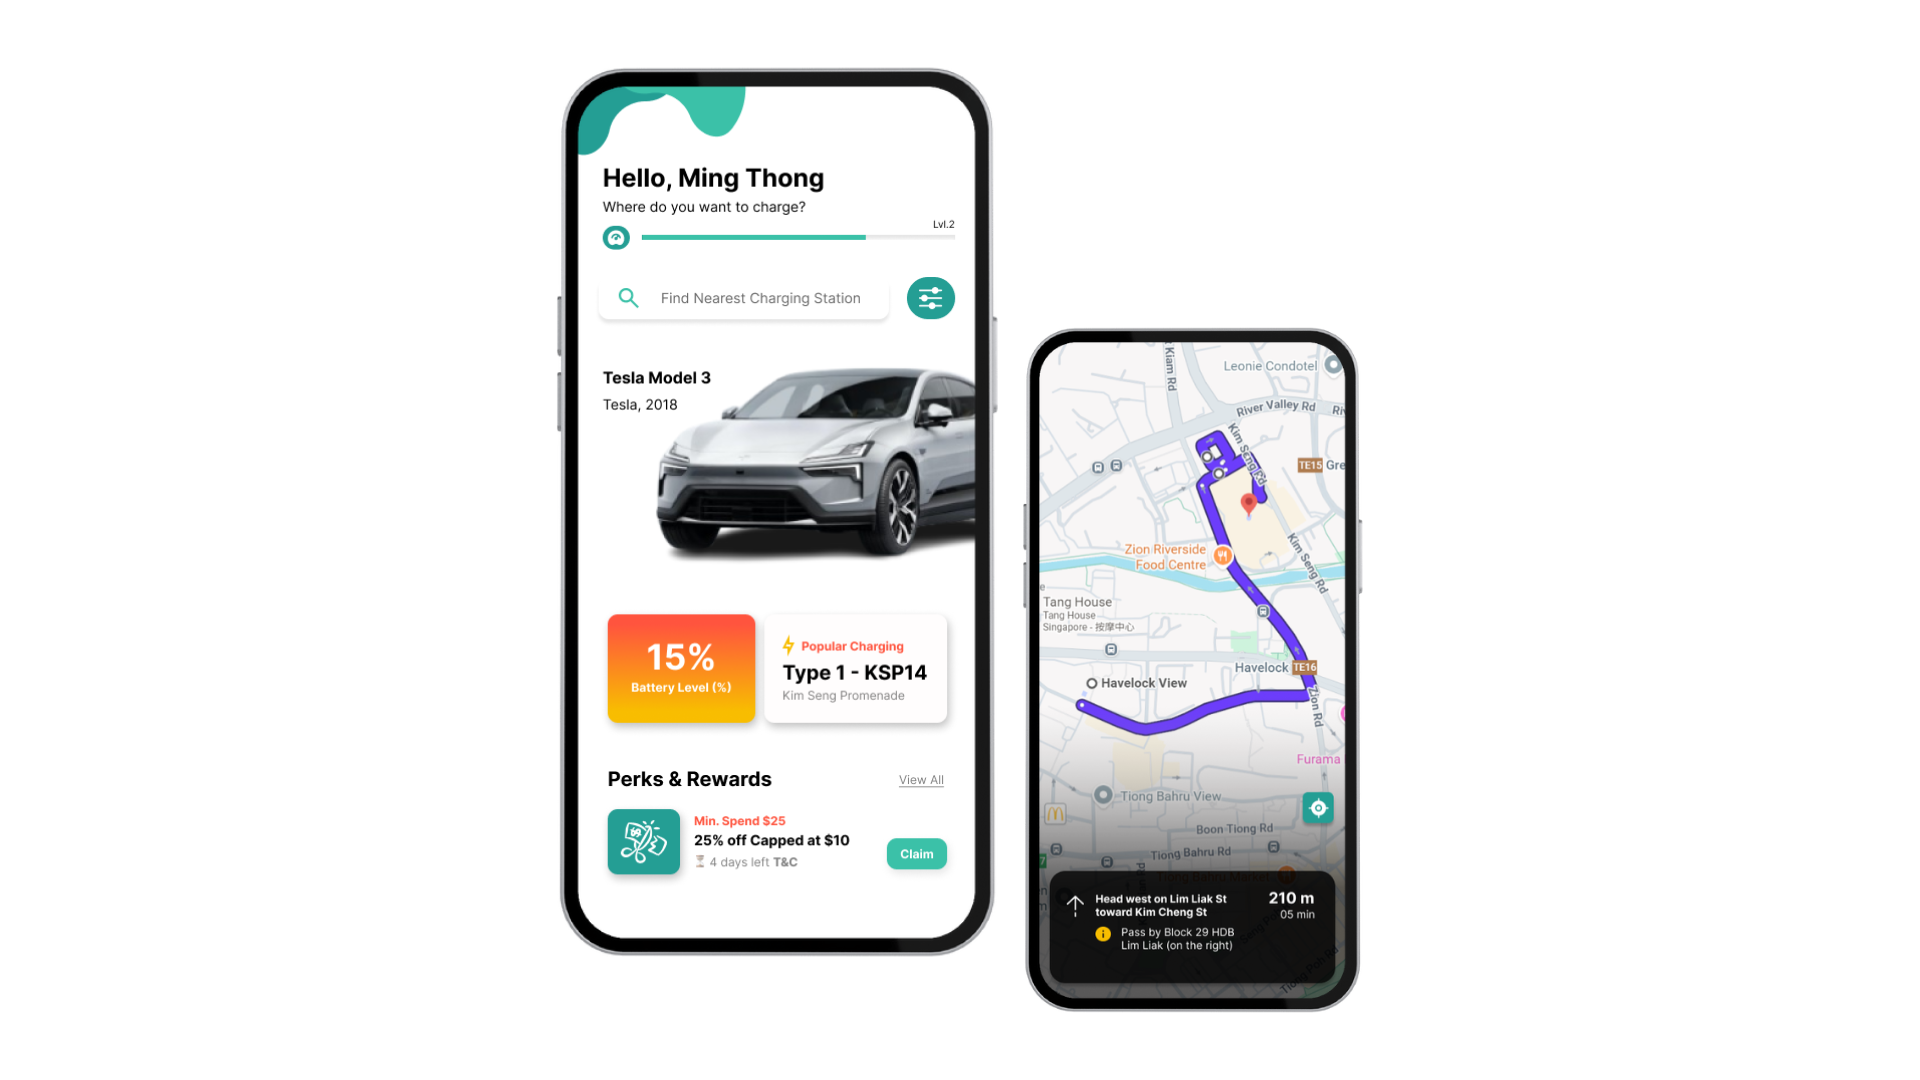 Hello, Ming Thong
Where do you want to charge?
Lvl.2
Find Nearest Charging Station
Tesla Model 3
Tesla, 2018
15%
Battery Level (%)
Popular Charging
Type 1 - KSP14
Kim Seng Promenade
Perks & Rewards
View All
Min. Spend $25
25% off Capped at $10
4 days left T&C
Claim
t Kiam Rd
Leonie Condotel
River Valley Rd
Kim Seng Rd
TE15
Zion Riverside
Food Centre
Kim Seng Rd
Tang House
Tang House
Singapore - 按摩中心
Havelock
TE16
Havelock View
Zion Rd
Furama
Tiong Bahru View
Boon Tiong Rd
Tiong Bahru Rd
Tiong Bahru Market
Head west on Lim Liak St
toward Kim Cheng St
210 m
05 min
Pass by Block 29 HDB
Lim Liak (on the right)